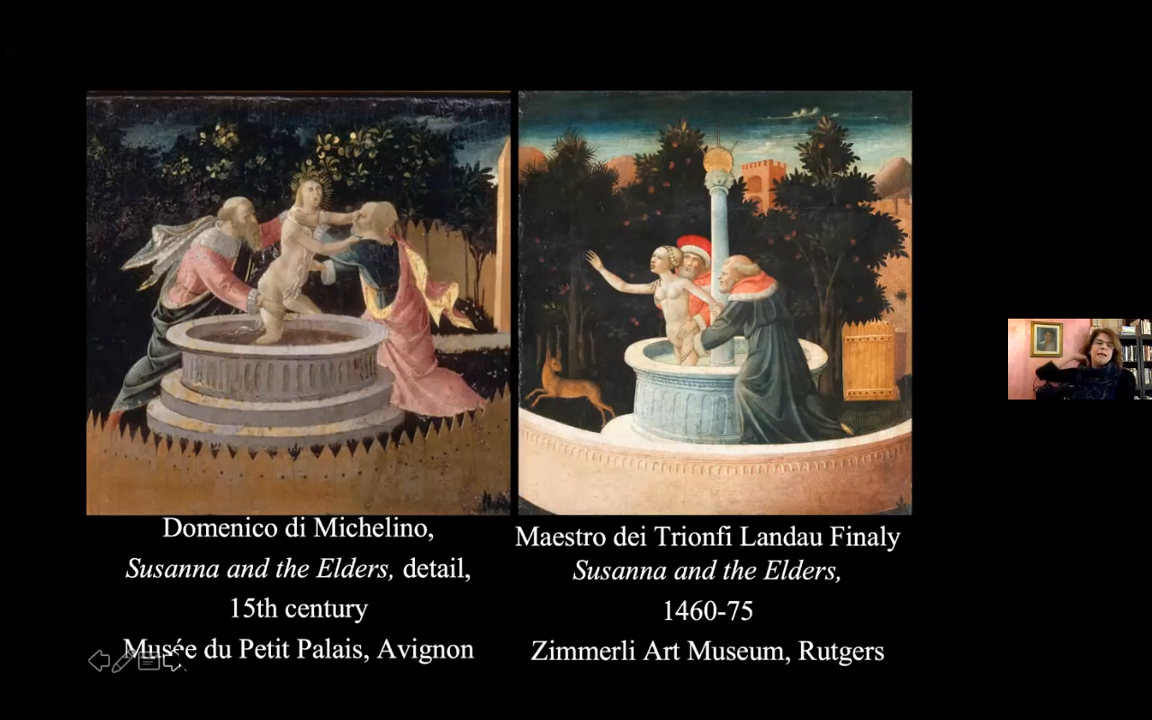 Domenico di Michelino,
Susanna and the Elders, detail,
15th century
Musée du Petit Palais, Avignon
Maestro dei Trionfi Landau Finaly
Susanna and the Elders,
1460-75
Zimmerli Art Museum, Rutgers